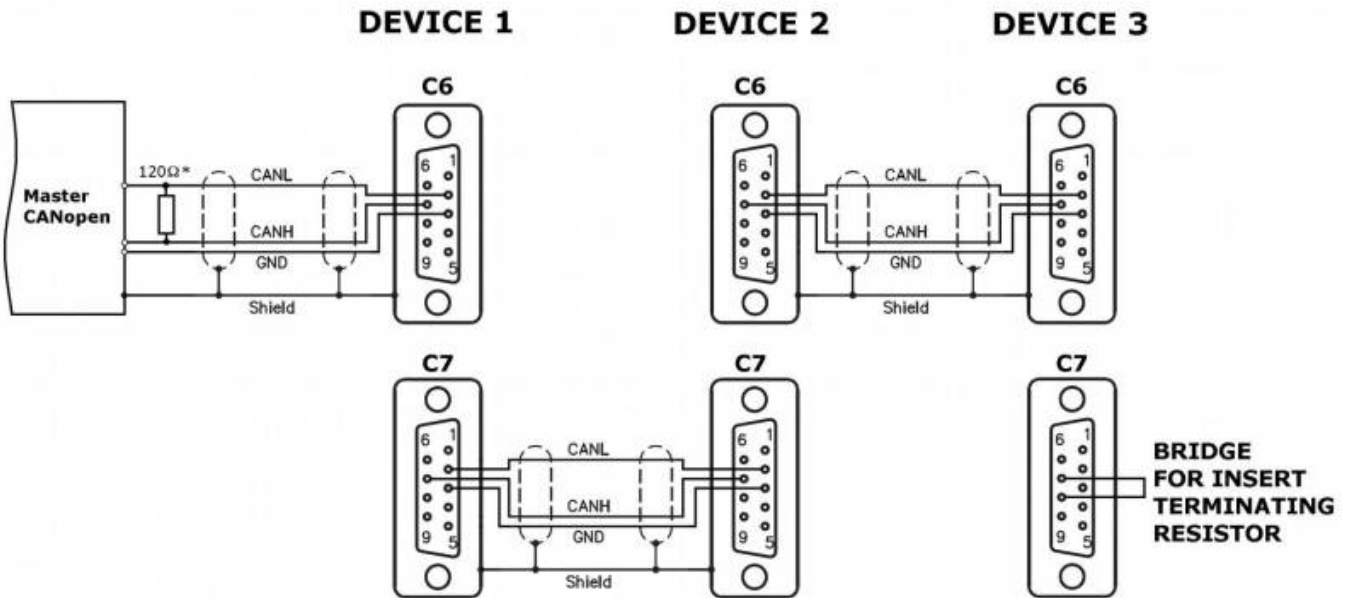 DEVICE 1
DEVICE 2
DEVICE 3
C6
C6
C6
6
1
9
5
6
1
9
5
6
1
9
5
120Ω*
CANL
CANH
GND
Shield
Master
CANopen
CANL
CANH
GND
Shield
C7
C7
C7
6
1
9
5
6
1
9
5
6
1
9
5
CANL
CANH
GND
Shield
BRIDGE
FOR INSERT
TERMINATING
RESISTOR